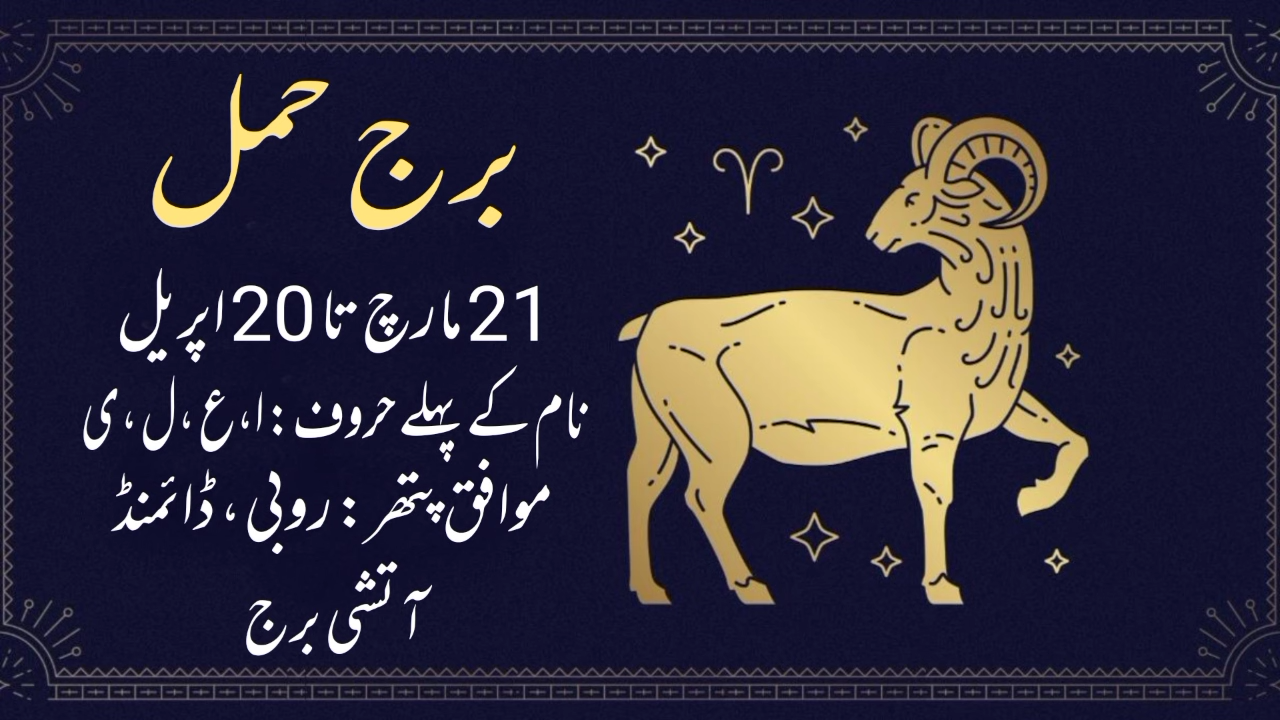 برج حمل
21 مارچ تا 20 اپریل
نام کے پہلے حروف : ا، ع ، ل ، ی
موافق پتھر : روبی ، ڈائمنڈ
آتشی برج